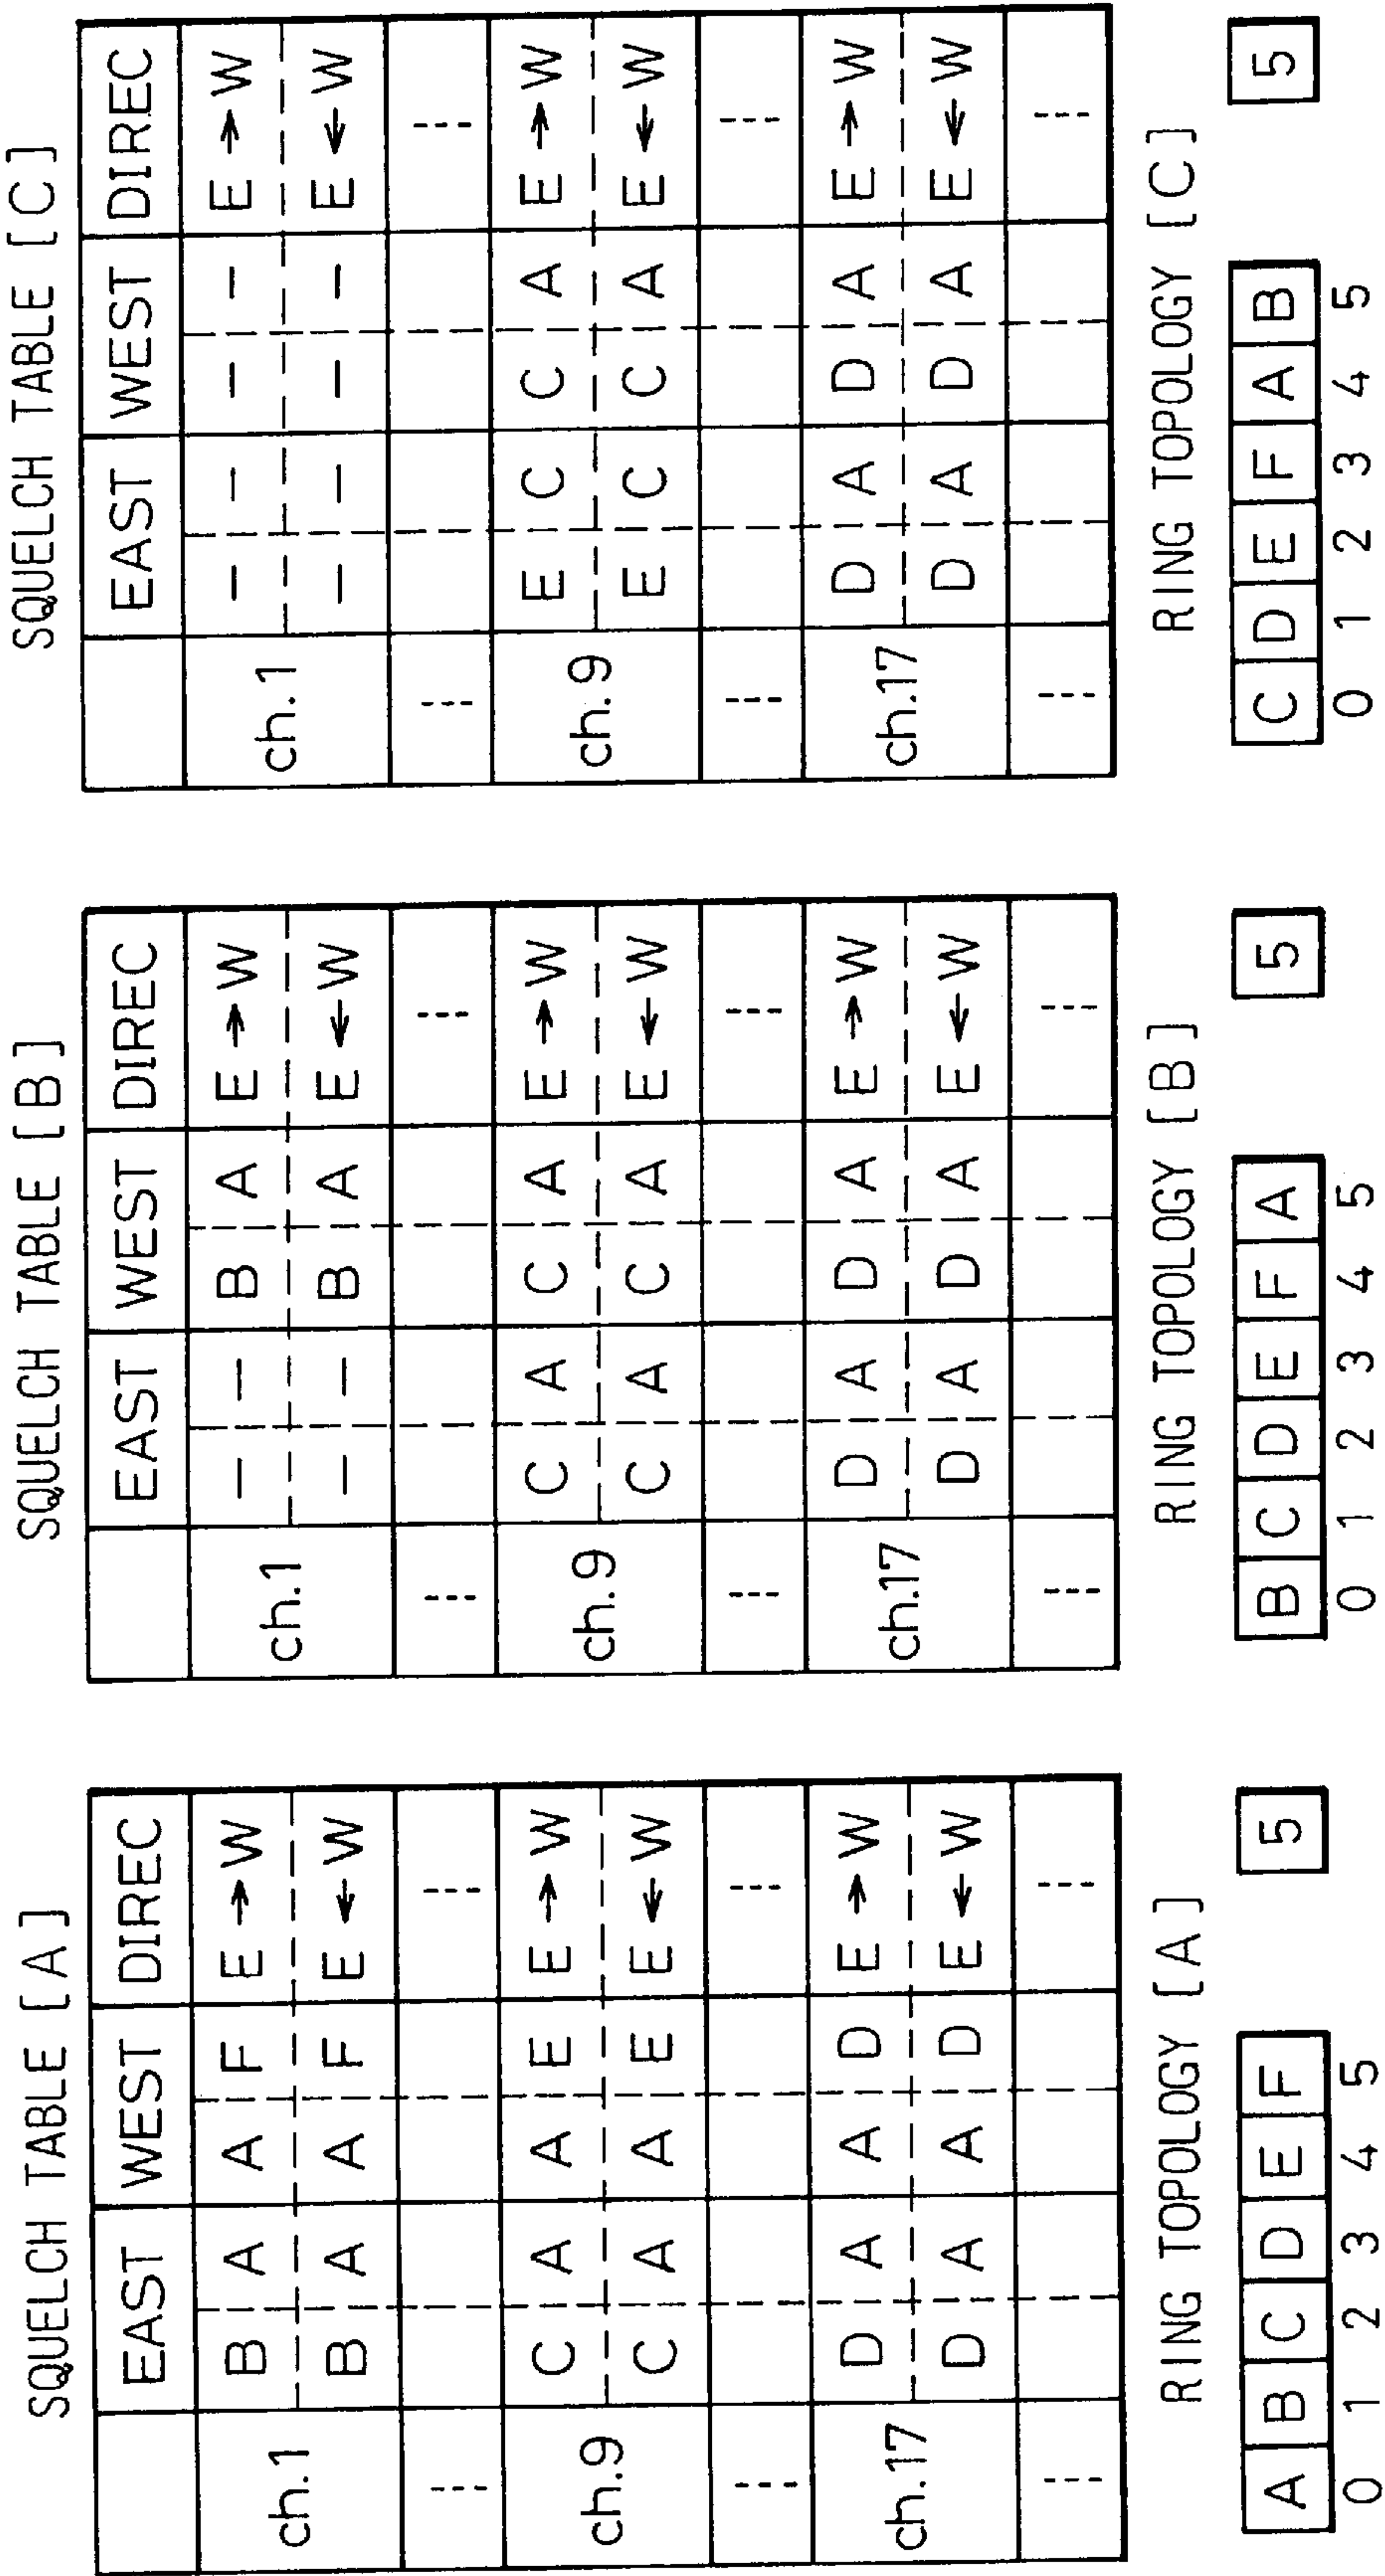 SQUELCH TABLE [A]
EAST WEST DIREC
ch.1 B A A F E→W
B A A F E←W
--- ---
ch.9 C A A E E→W
C A A E E←W
--- ---
ch.17 D A A D E→W
D A A D E←W
--- ---
RING TOPOLOGY [A]
A B C D E F 5
0 1 2 3 4 5
SQUELCH TABLE [B]
EAST WEST DIREC
ch.1 – – B A E→W
– – B A E←W
--- ---
ch.9 C A C A E→W
C A C A E←W
--- ---
ch.17 D A D A E→W
D A D A E←W
--- ---
RING TOPOLOGY [B]
B C D E F A 5
0 1 2 3 4 5
SQUELCH TABLE [C]
EAST WEST DIREC
ch.1 – – – – E→W
– – – – E←W
--- ---
ch.9 E C C A E→W
E C C A E←W
--- ---
ch.17 D A D A E→W
D A D A E←W
--- ---
RING TOPOLOGY [C]
C D E F A B 5
0 1 2 3 4 5